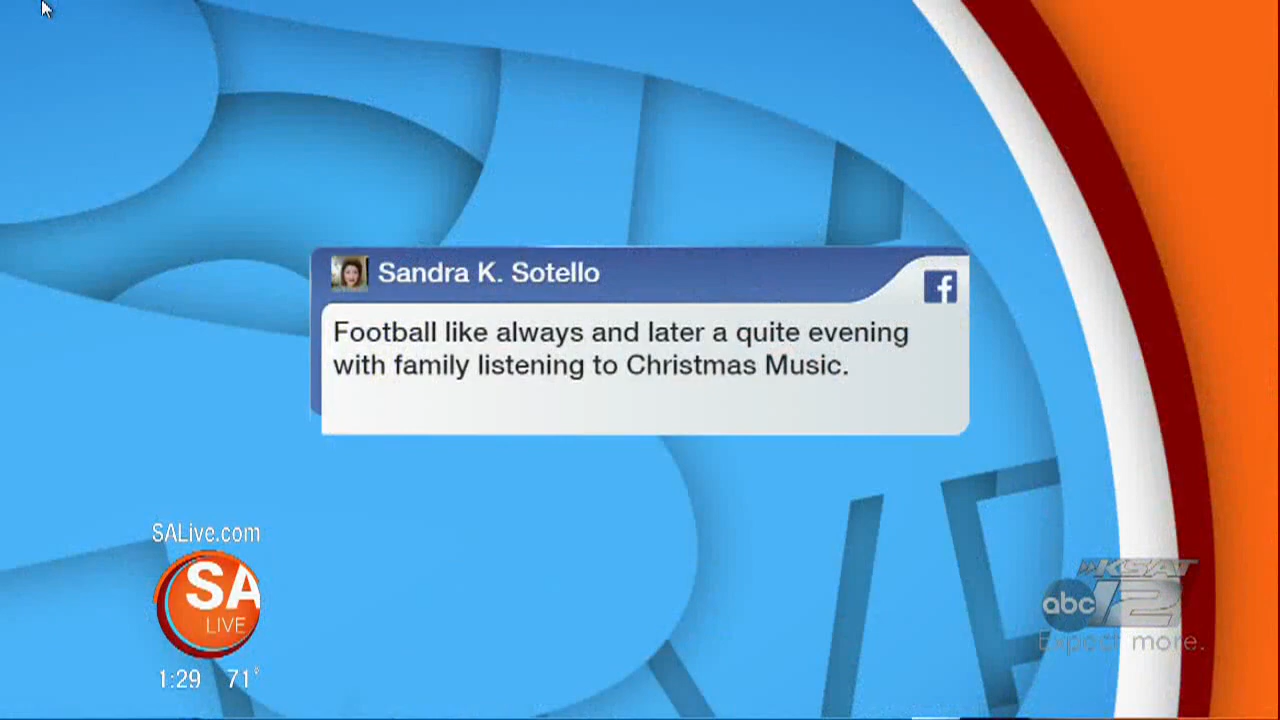 Sandra K. Sotello
f
Football like always and later a quite evening
with family listening to Christmas Music.
SALive.com
SA
LIVE
1:29 71°
KSAT
abc 12
Expect more.